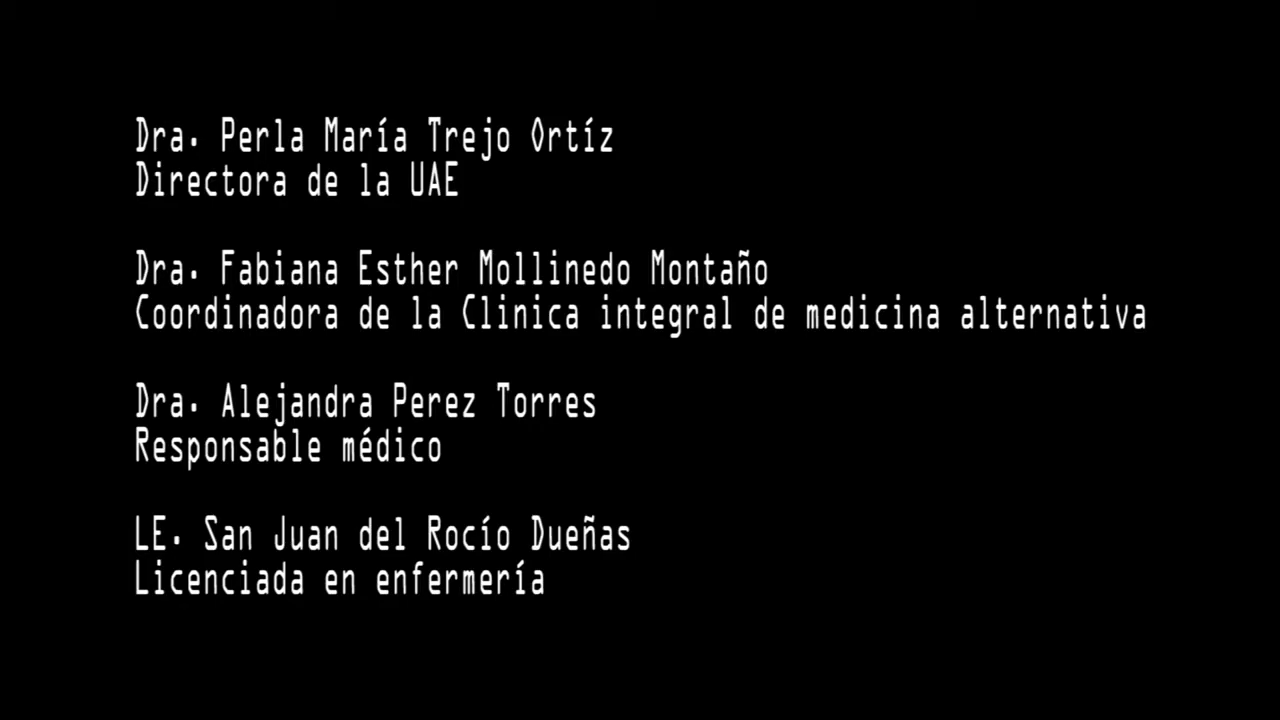 Dra. Perla María Trejo Ortíz
Directora de la UAE
Dra. Fabiana Esther Mollinedo Montaño
Coordinadora de la Clinica integral de medicina alternativa
Dra. Alejandra Perez Torres
Responsable médico
LE. San Juan del Rocío Dueñas
Licenciada en enfermería